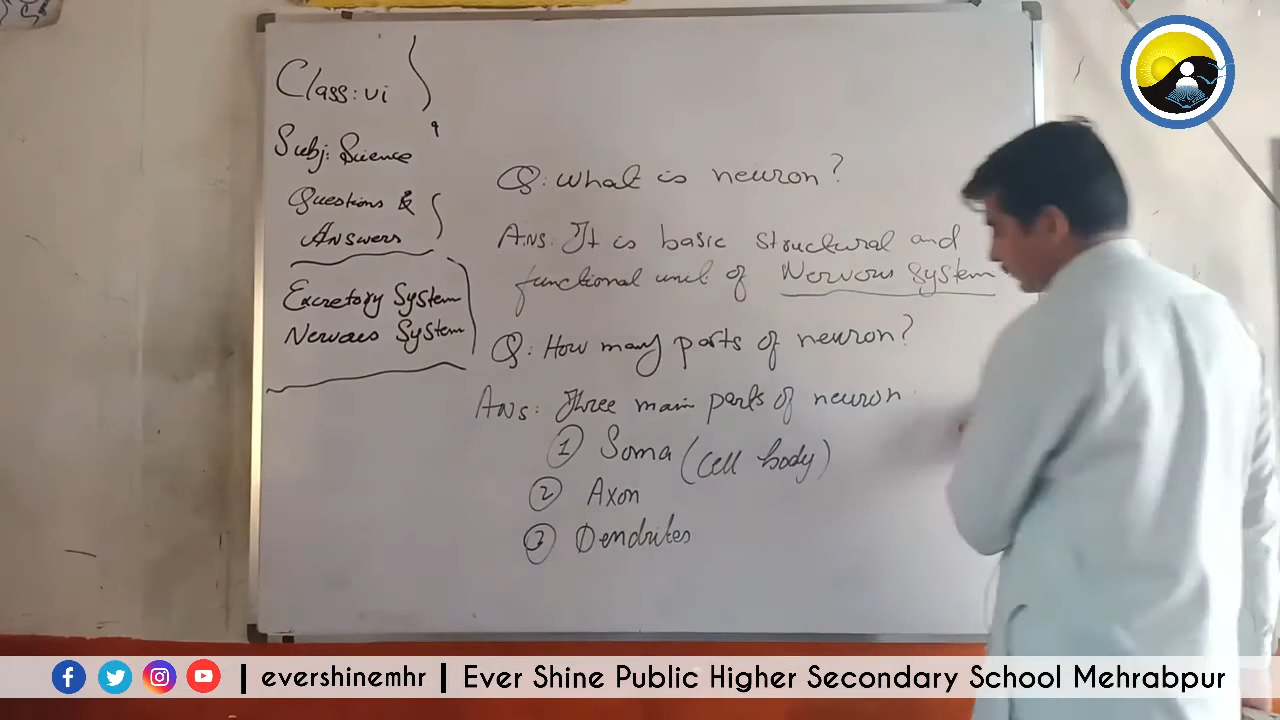 Class: vi
Subj: Science
Questions &
Answers
Excretory System
Nervous System
Q: What is neuron?
Ans: It is basic structural and
functional unit of Nervous System
Q: How many parts of neuron?
Ans: Three main parts of neuron.
1 Soma (Cell body)
2 Axon
3 Dendrites
| evershinemhr | Ever Shine Public Higher Secondary School Mehrabpur